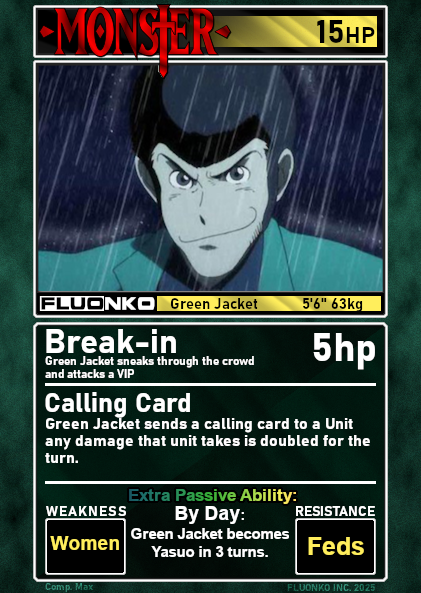 MONSTER
15HP
FLUONKO
Green Jacket 5'6" 63kg
Break-in 5hp
Green Jacket sneaks through the crowd
and attacks a VIP
Calling Card
Green Jacket sends a calling card to a Unit
any damage that unit takes is doubled for the
turn.
Extra Passive Ability:
By Day:
Green Jacket becomes
Yasuo in 3 turns.
WEAKNESS
Women
RESISTANCE
Feds
Comp. Max
FLUONKO INC. 2025